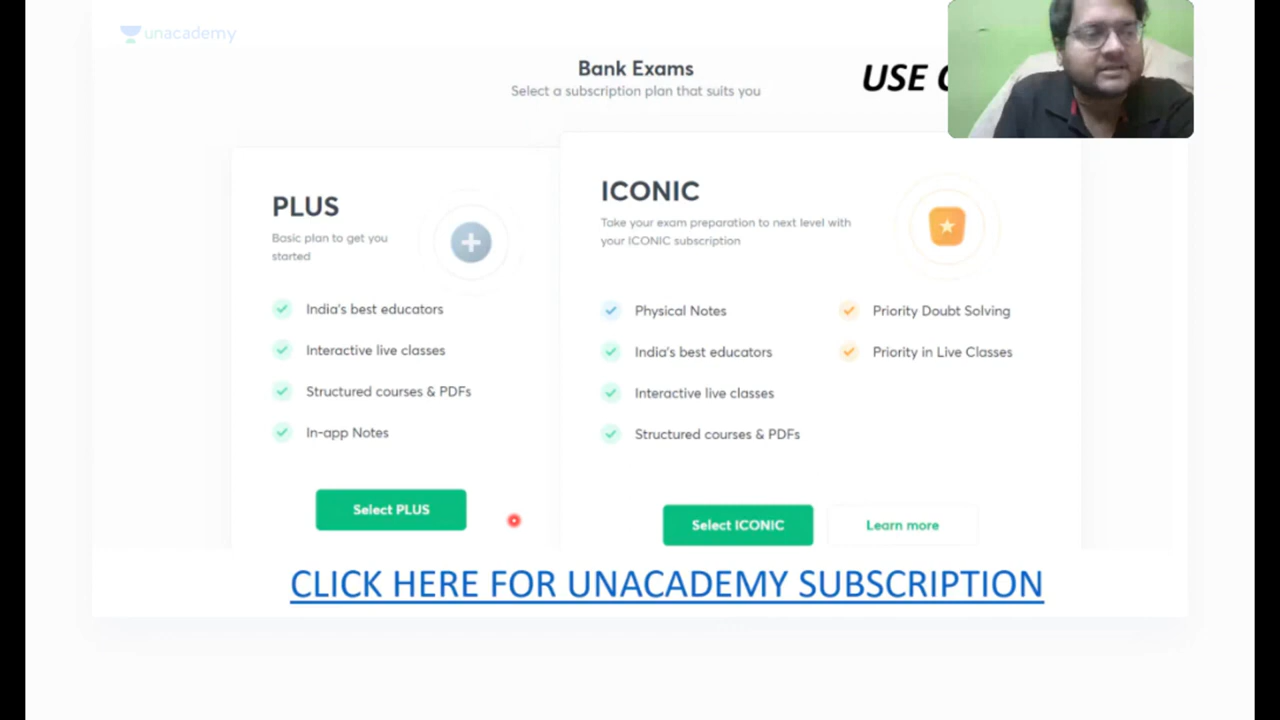 unacademy
Bank Exams
Select a subscription plan that suits you
USE
PLUS
Basic plan to get you
started
India's best educators
Interactive live classes
Structured courses & PDFs
In-app Notes
Select PLUS
ICONIC
Take your exam preparation to next level with
your ICONIC subscription
Physical Notes
India's best educators
Interactive live classes
Structured courses & PDFs
Priority Doubt Solving
Priority in Live Classes
Select ICONIC
Learn more
CLICK HERE FOR UNACADEMY SUBSCRIPTION